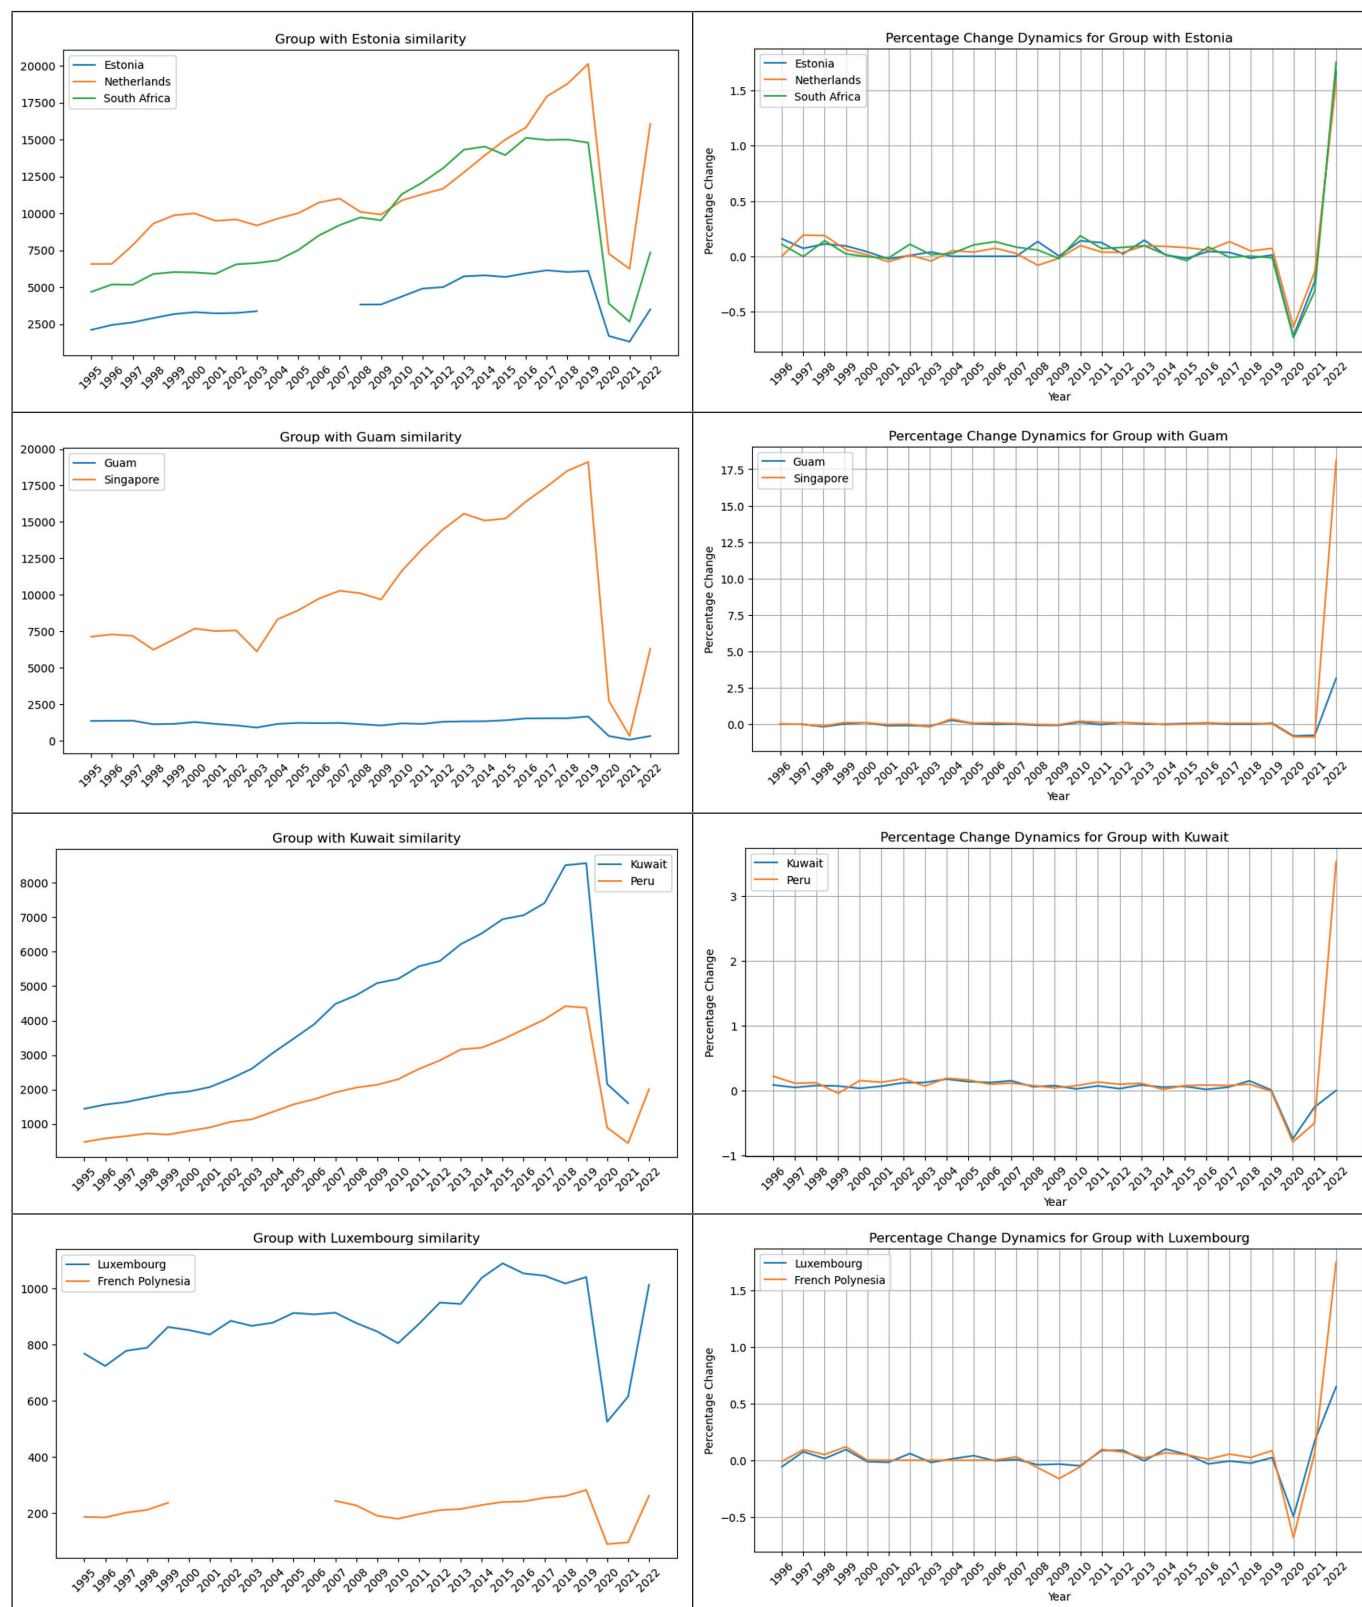 Group with Estonia similarity
Estonia
Netherlands
South Africa
20000
17500
15000
12500
10000
7500
5000
2500
1995 1996 1997 1998 1999 2000 2001 2002 2003 2004 2005 2006 2007 2008 2009 2010 2011 2012 2013 2014 2015 2016 2017 2018 2019 2020 2021 2022
Percentage Change Dynamics for Group with Estonia
Estonia
Netherlands
South Africa
Percentage Change
1.5
1.0
0.5
0.0
−0.5
1996 1997 1998 1999 2000 2001 2002 2003 2004 2005 2006 2007 2008 2009 2010 2011 2012 2013 2014 2015 2016 2017 2018 2019 2020 2021 2022
Year
Group with Guam similarity
Guam
Singapore
20000
17500
15000
12500
10000
7500
5000
2500
0
1995 1996 1997 1998 1999 2000 2001 2002 2003 2004 2005 2006 2007 2008 2009 2010 2011 2012 2013 2014 2015 2016 2017 2018 2019 2020 2021 2022
Percentage Change Dynamics for Group with Guam
Guam
Singapore
Percentage Change
17.5
15.0
12.5
10.0
7.5
5.0
2.5
0.0
1996 1997 1998 1999 2000 2001 2002 2003 2004 2005 2006 2007 2008 2009 2010 2011 2012 2013 2014 2015 2016 2017 2018 2019 2020 2021 2022
Year
Group with Kuwait similarity
Kuwait
Peru
8000
7000
6000
5000
4000
3000
2000
1000
1995 1996 1997 1998 1999 2000 2001 2002 2003 2004 2005 2006 2007 2008 2009 2010 2011 2012 2013 2014 2015 2016 2017 2018 2019 2020 2021 2022
Percentage Change Dynamics for Group with Kuwait
Kuwait
Peru
Percentage Change
3
2
1
0
−1
1996 1997 1998 1999 2000 2001 2002 2003 2004 2005 2006 2007 2008 2009 2010 2011 2012 2013 2014 2015 2016 2017 2018 2019 2020 2021 2022
Year
Group with Luxembourg similarity
Luxembourg
French Polynesia
1000
800
600
400
200
1995 1996 1997 1998 1999 2000 2001 2002 2003 2004 2005 2006 2007 2008 2009 2010 2011 2012 2013 2014 2015 2016 2017 2018 2019 2020 2021 2022
Percentage Change Dynamics for Group with Luxembourg
Luxembourg
French Polynesia
Percentage Change
1.5
1.0
0.5
0.0
−0.5
1996 1997 1998 1999 2000 2001 2002 2003 2004 2005 2006 2007 2008 2009 2010 2011 2012 2013 2014 2015 2016 2017 2018 2019 2020 2021 2022
Year